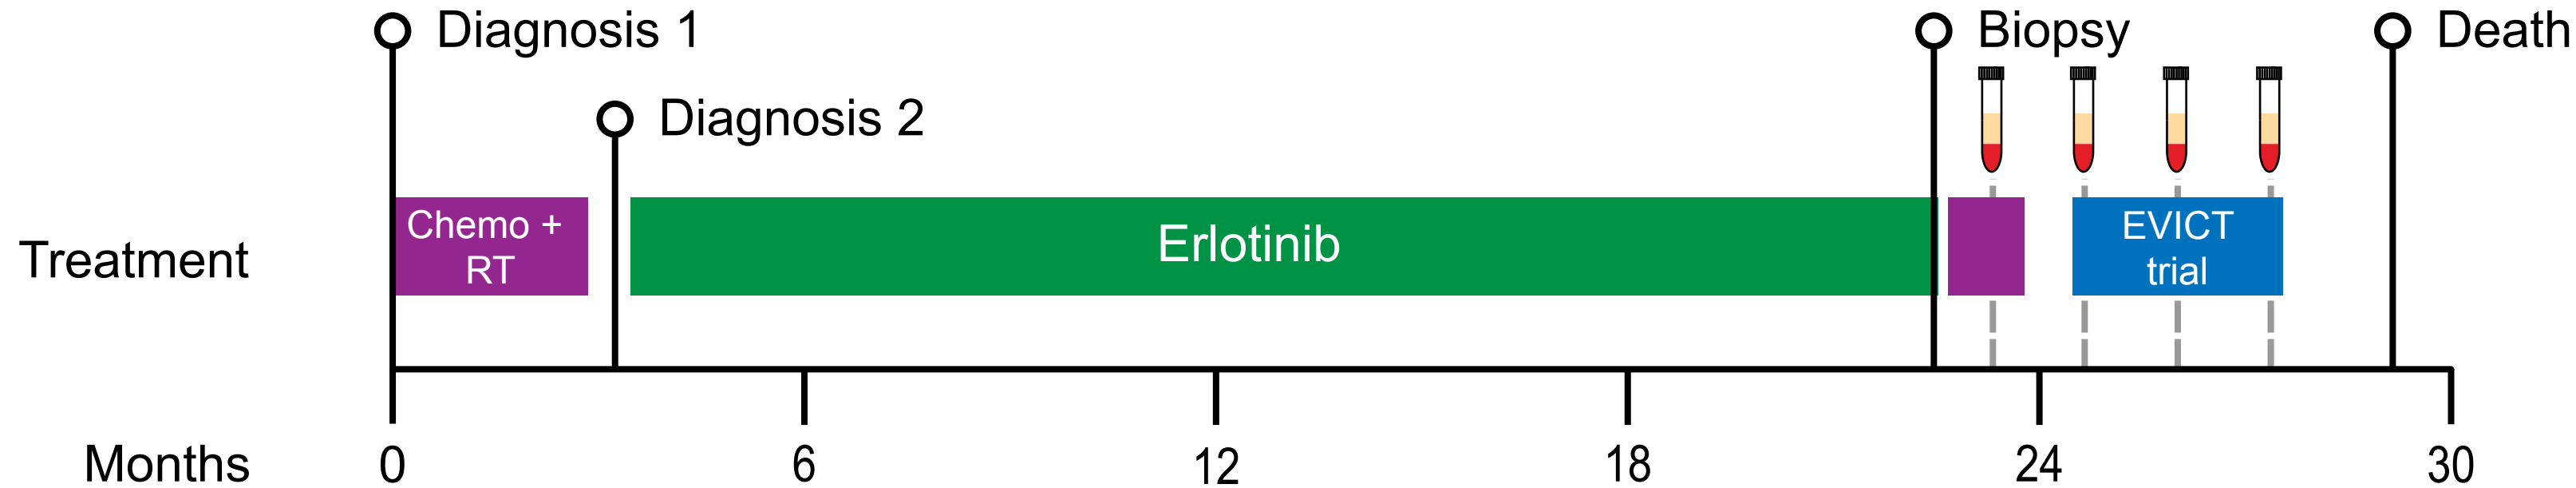 Diagnosis 1
Biopsy
Death
Diagnosis 2
Treatment
Chemo +
RT
Erlotinib
EVICT
trial
Months
0
6
12
18
24
30